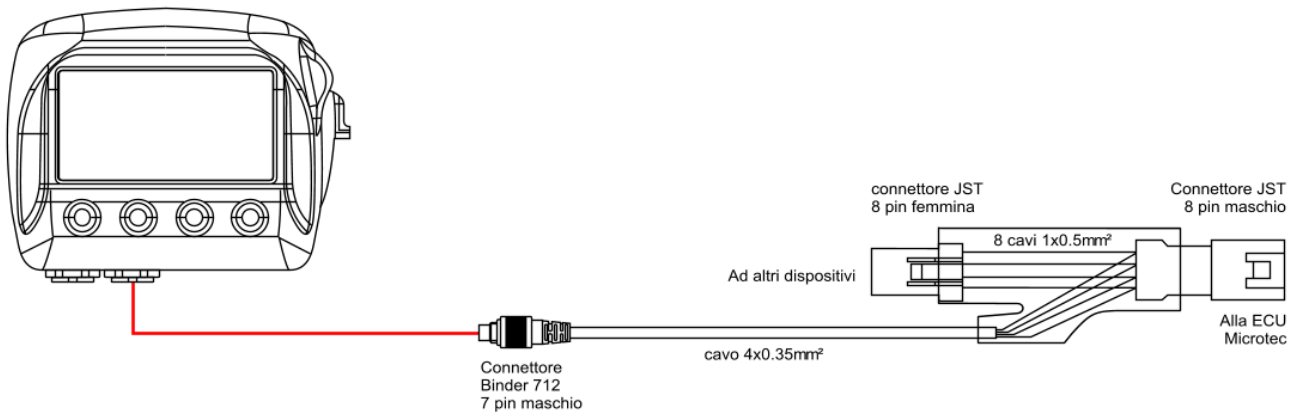 connettore JST
8 pin femmina
Connettore JST
8 pin maschio
8 cavi 1x0.5mm²
Ad altri dispositivi
Alla ECU
Microtec
cavo 4x0.35mm²
Connettore
Binder 712
7 pin maschio